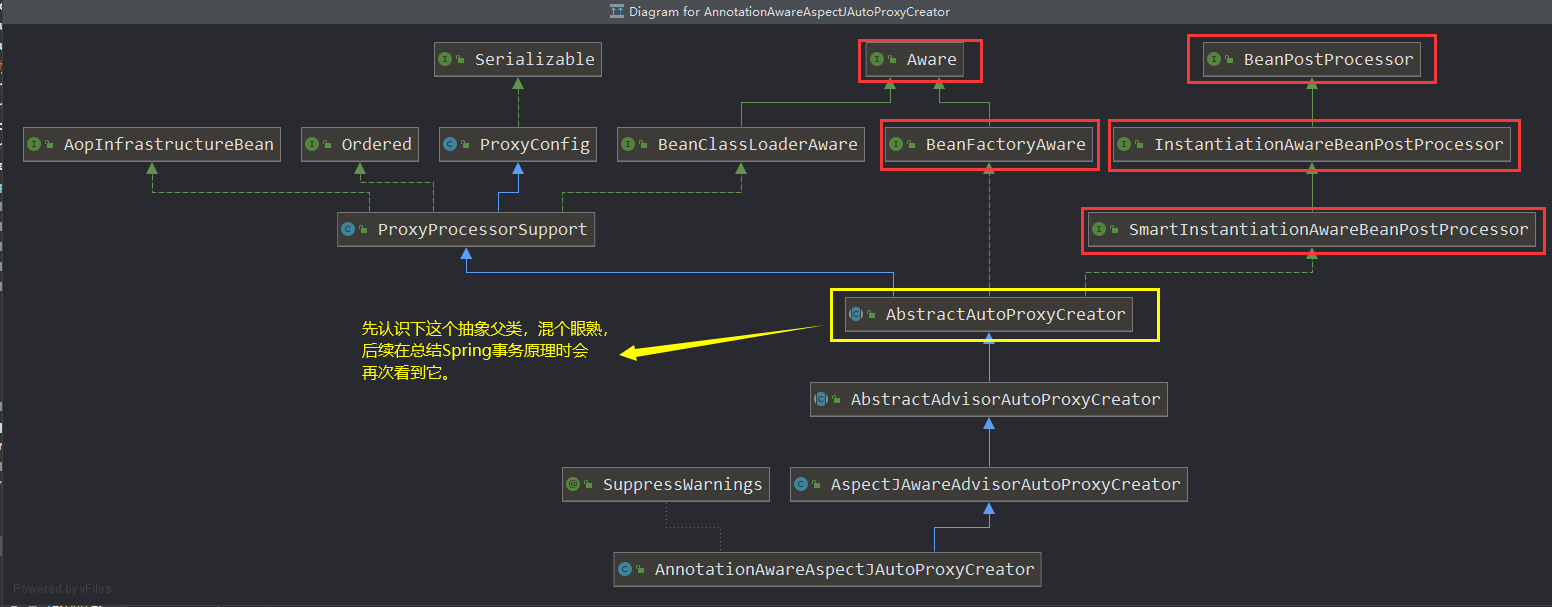 Diagram for AnnotationAwareAspectJAutoProxyCreator
Serializable
Aware
BeanPostProcessor
AopInfrastructureBean
Ordered
ProxyConfig
BeanClassLoaderAware
BeanFactoryAware
InstantiationAwareBeanPostProcessor
ProxyProcessorSupport
SmartInstantiationAwareBeanPostProcessor
AbstractAutoProxyCreator
先认识下这个抽象父类，混个眼熟，
后续在总结Spring事务原理时会
再次看到它。
AbstractAdvisorAutoProxyCreator
SuppressWarnings
AspectJAwareAdvisorAutoProxyCreator
AnnotationAwareAspectJAutoProxyCreator
Powered by yFiles